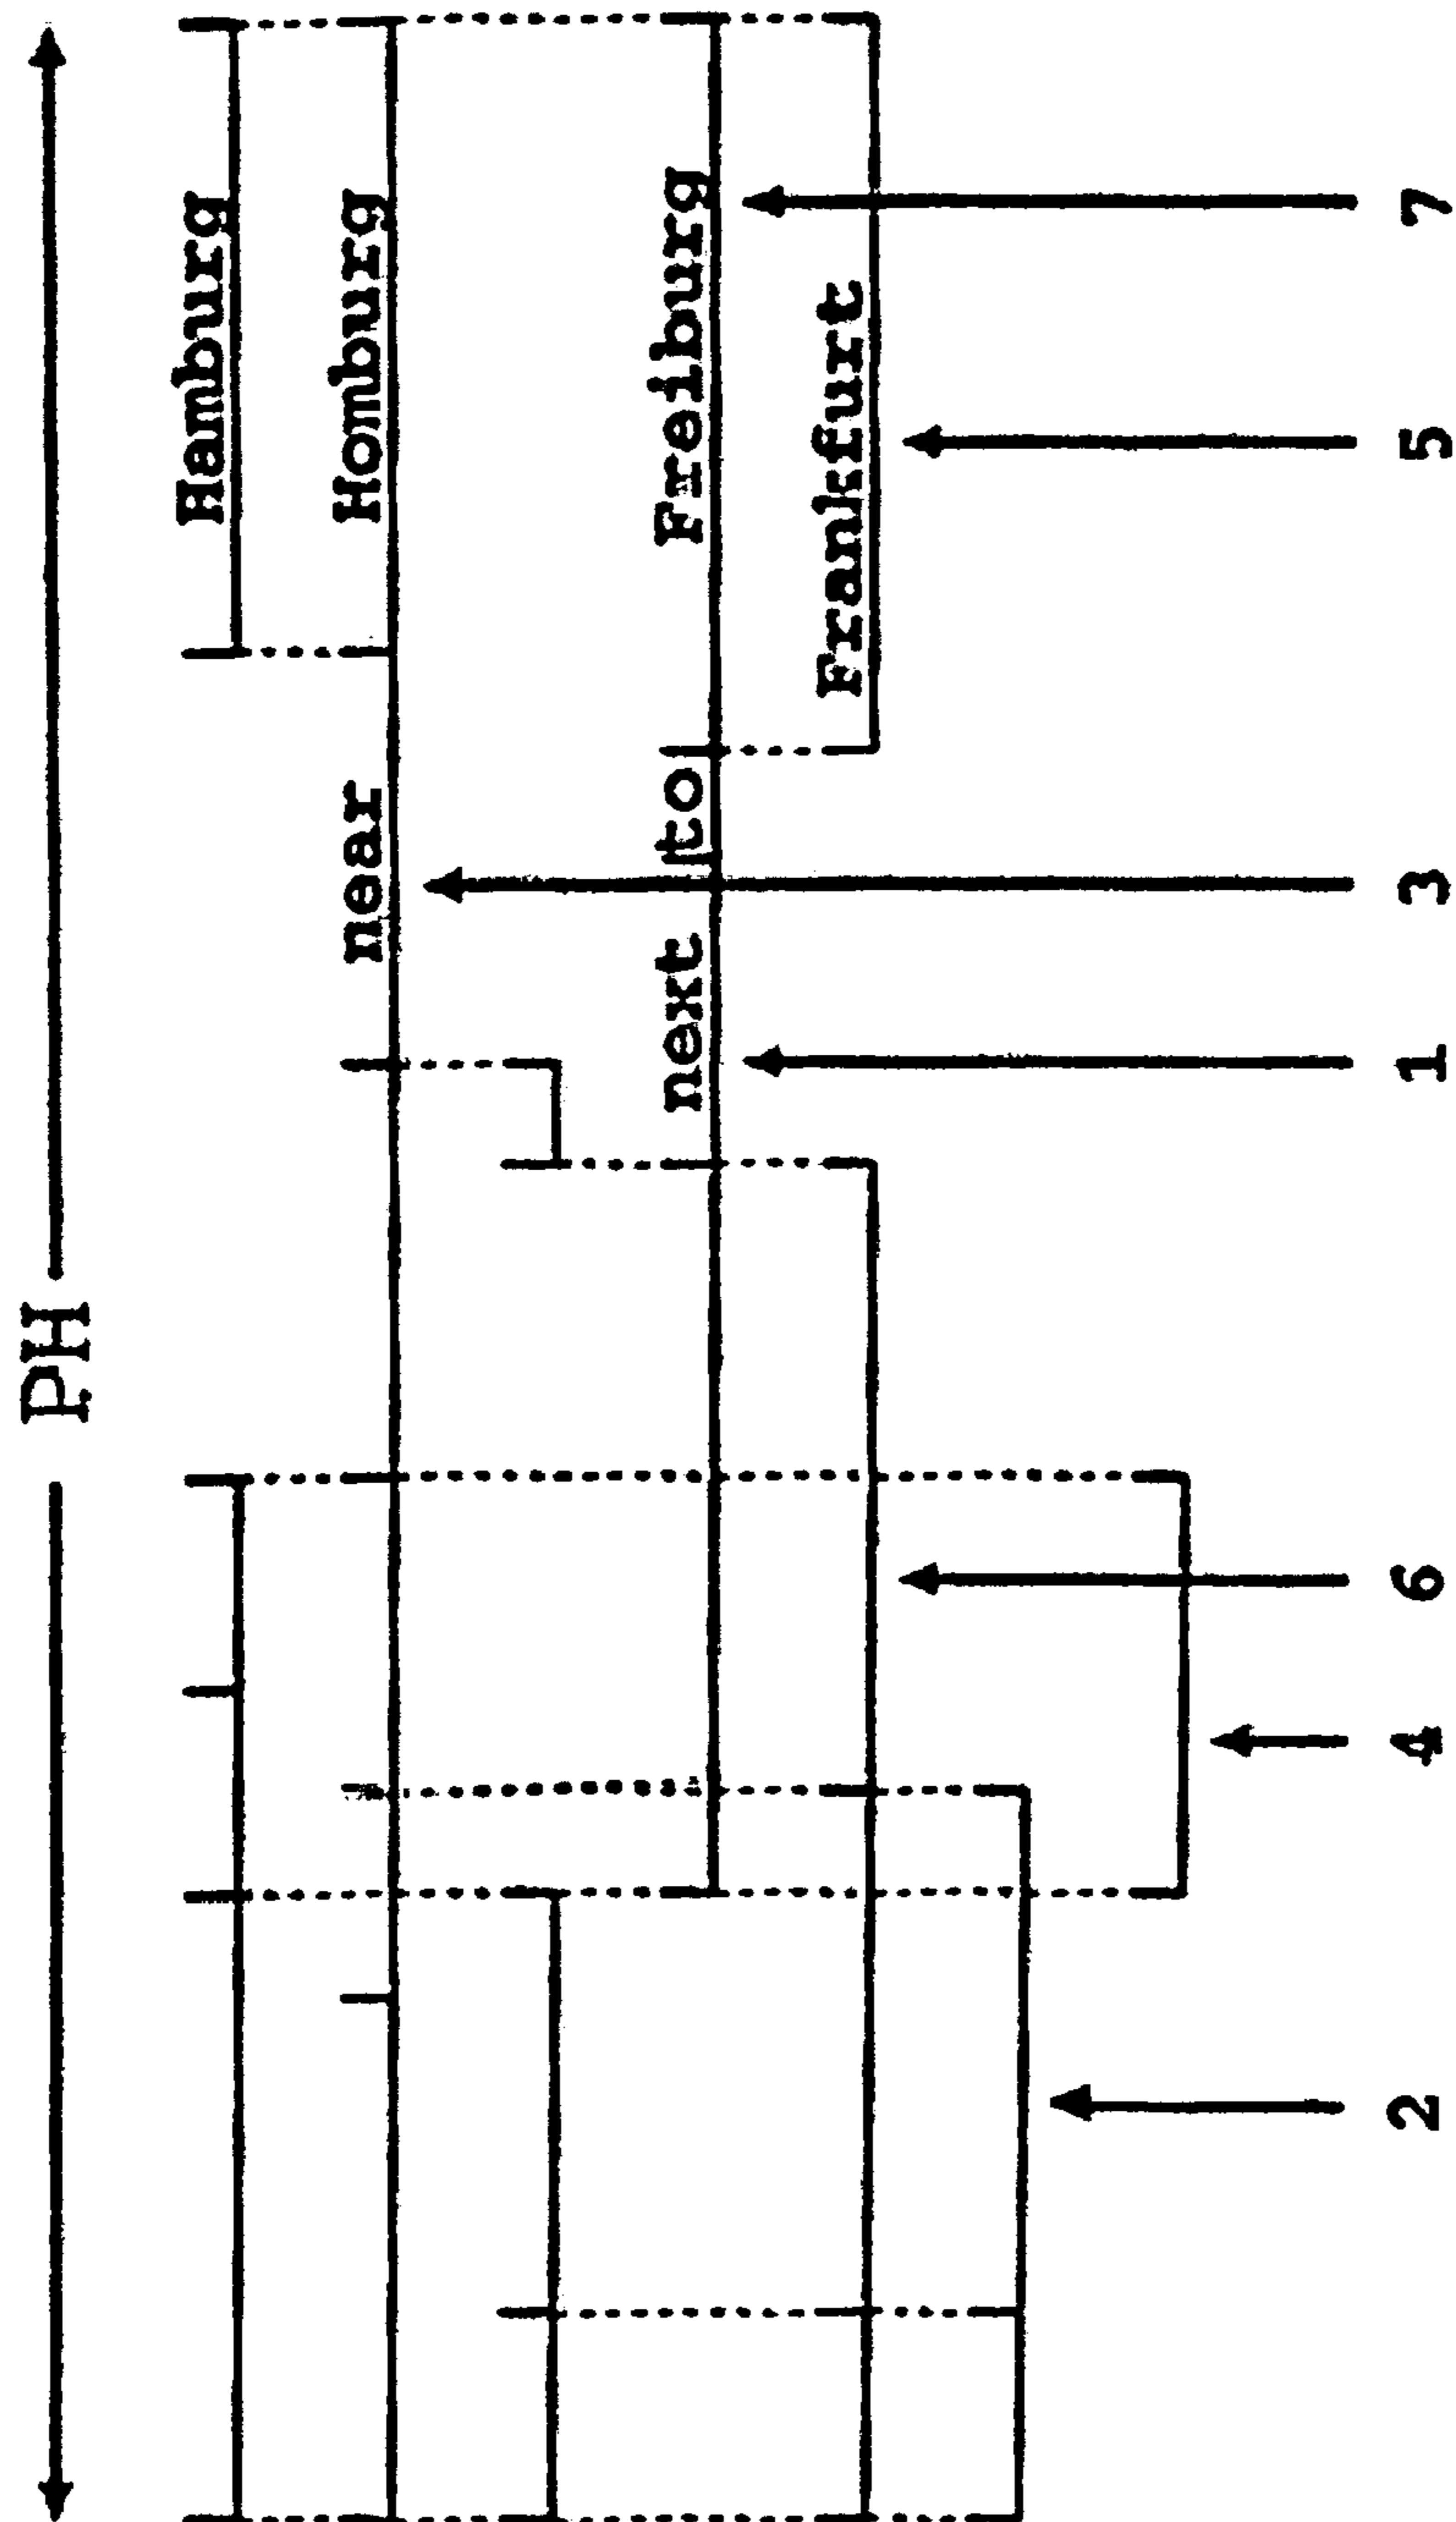 PH
Hamburg
near Homburg
next to Freiburg
Frankfurt
2 4 6 1 3 5 7